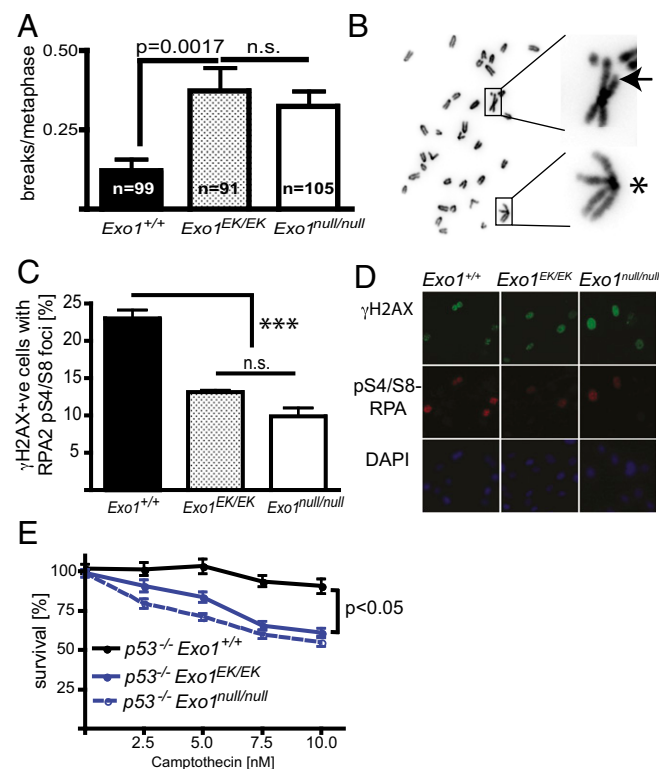 A
p=0.0017
n.s.
0.50
0.25
breaks/metaphase
n=99
n=91
n=105
Exo1+/+
Exo1EK/EK
Exo1null/null
B
*
C
γH2AX+ve cells with
RPA2 pS4/S8 foci [%]
25
20
15
10
5
***
n.s.
Exo1+/+
Exo1EK/EK
Exo1null/null
D
Exo1+/+
Exo1EK/EK
Exo1null/null
γH2AX
pS4/S8-
RPA
DAPI
E
survival [%]
100
75
50
25
p<0.05
p53-/- Exo1+/+
p53-/- Exo1EK/EK
p53-/- Exo1null/null
2.5
5.0
7.5
10.0
Camptothecin [nM]